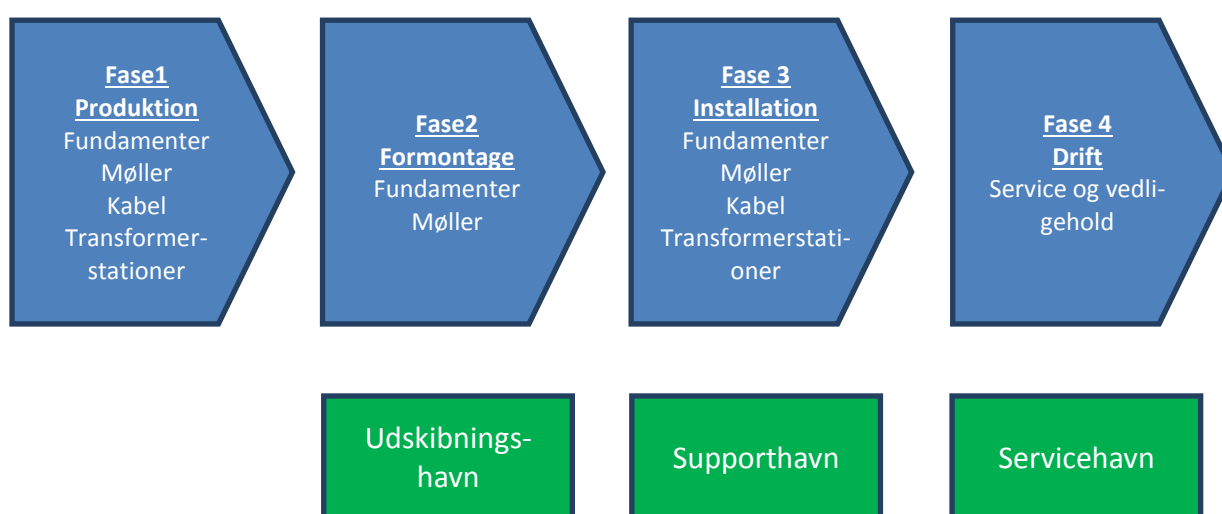 Fase1
Produktion
Fundamenter
Møller
Kabel
Transformer-
stationer
Fase2
Formontage
Fundamenter
Møller
Fase 3
Installation
Fundamenter
Møller
Kabel
Transformerstati-
oner
Fase 4
Drift
Service og vedli-
gehold
Udskibnings-
havn
Supporthavn
Servicehavn